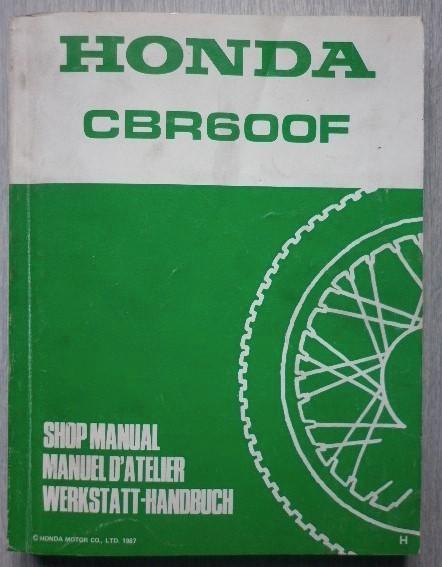 HONDA
CBR600F
SHOP MANUAL
MANUEL D'ATELIER
WERKSTATT-HANDBUCH
© HONDA MOTOR CO., LTD. 1987
H